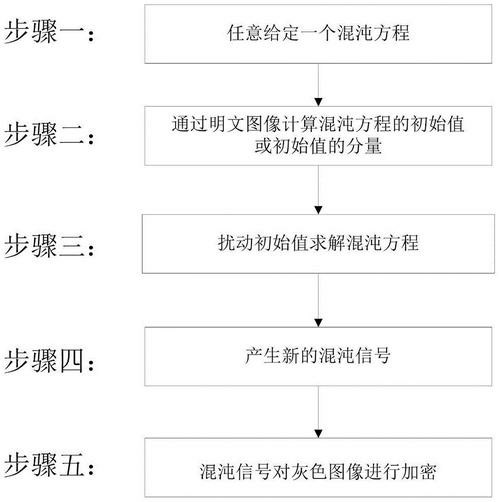 步骤一：
任意给定一个混沌方程
步骤二：
通过明文图像计算混沌方程的初始值
或初始值的分量
步骤三：
扰动初始值求解混沌方程
步骤四：
产生新的混沌信号
步骤五：
混沌信号对灰色图像进行加密